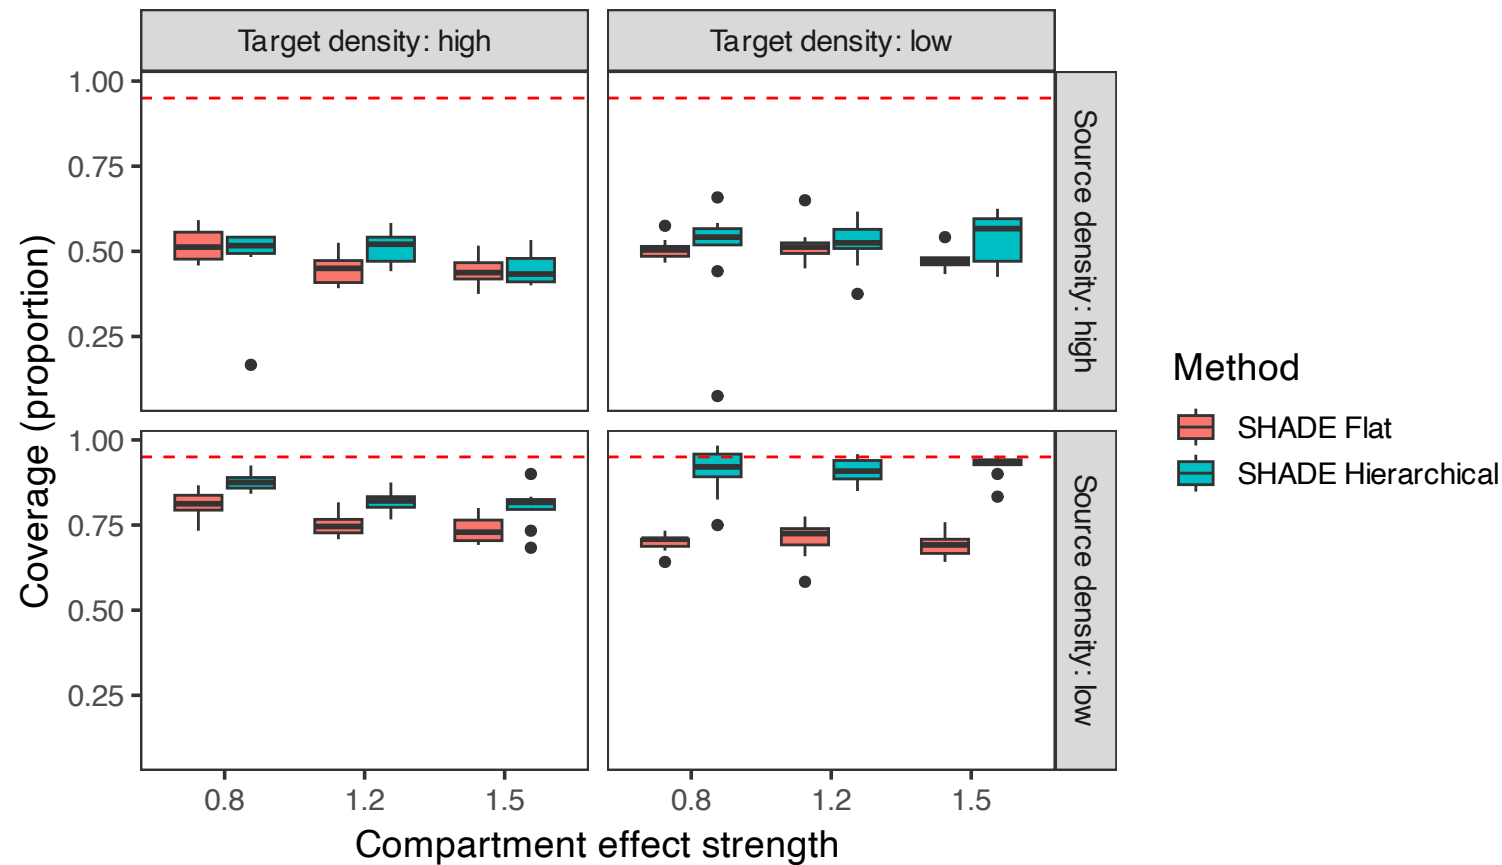 Target density: high
Target density: low
Source density: high
Source density: low
Coverage (proportion)
1.00
0.75
0.50
0.25
1.00
0.75
0.50
0.25
0.8
1.2
1.5
0.8
1.2
1.5
Compartment effect strength
Method
SHADE Flat
SHADE Hierarchical